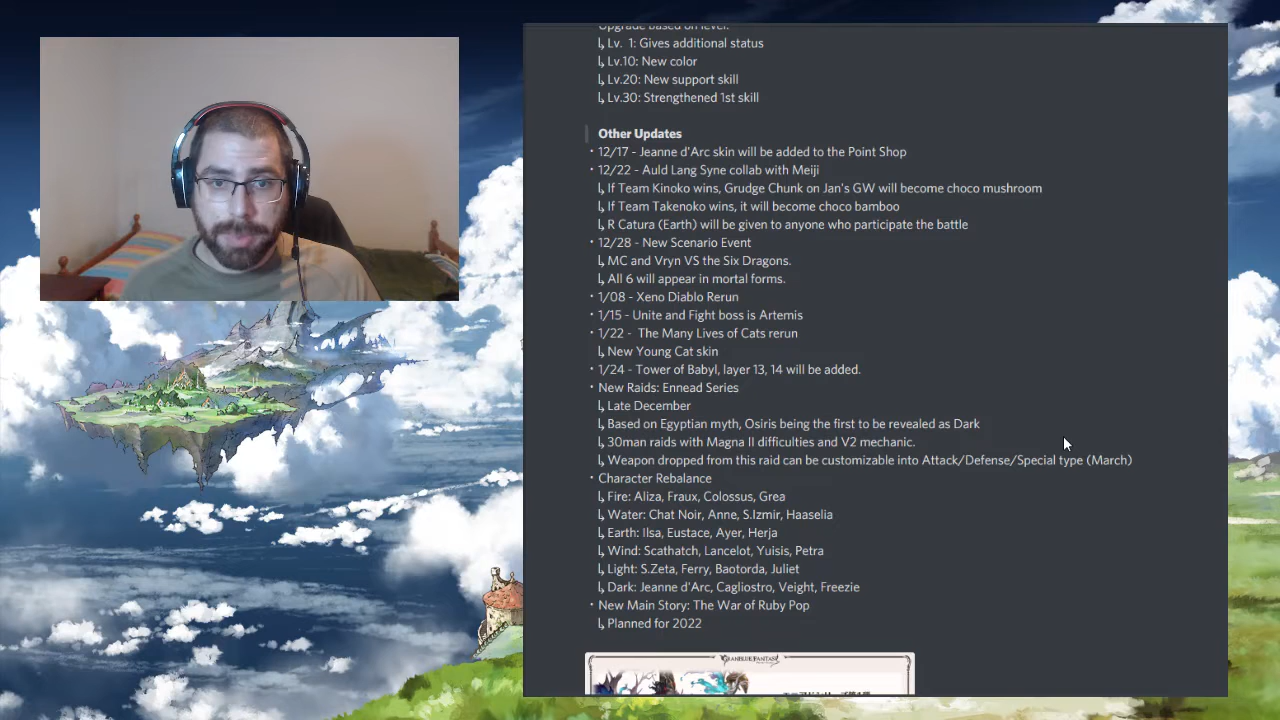 Upgrade based on level:
↳ Lv. 1: Gives additional status
↳ Lv.10: New color
↳ Lv.20: New support skill
↳ Lv.30: Strengthened 1st skill
Other Updates
• 12/17 - Jeanne d'Arc skin will be added to the Point Shop
• 12/22 - Auld Lang Syne collab with Meiji
↳ If Team Kinoko wins, Grudge Chunk on Jan's GW will become choco mushroom
↳ If Team Takenoko wins, it will become choco bamboo
↳ R Catura (Earth) will be given to anyone who participate the battle
• 12/28 - New Scenario Event
↳ MC and Vryn VS the Six Dragons.
↳ All 6 will appear in mortal forms.
• 1/08 - Xeno Diablo Rerun
• 1/15 - Unite and Fight boss is Artemis
• 1/22 - The Many Lives of Cats rerun
↳ New Young Cat skin
• 1/24 - Tower of Babyl, layer 13, 14 will be added.
• New Raids: Ennead Series
↳ Late December
↳ Based on Egyptian myth, Osiris being the first to be revealed as Dark
↳ 30man raids with Magna II difficulties and V2 mechanic.
↳ Weapon dropped from this raid can be customizable into Attack/Defense/Special type (March)
• Character Rebalance
↳ Fire: Aliza, Fraux, Colossus, Grea
↳ Water: Chat Noir, Anne, S.Izmir, Haaselia
↳ Earth: Ilsa, Eustace, Ayer, Herja
↳ Wind: Scathatch, Lancelot, Yuisis, Petra
↳ Light: S.Zeta, Ferry, Baotorda, Juliet
↳ Dark: Jeanne d'Arc, Cagliostro, Veight, Freezie
• New Main Story: The War of Ruby Pop
↳ Planned for 2022
GRANBLUE FANTASY